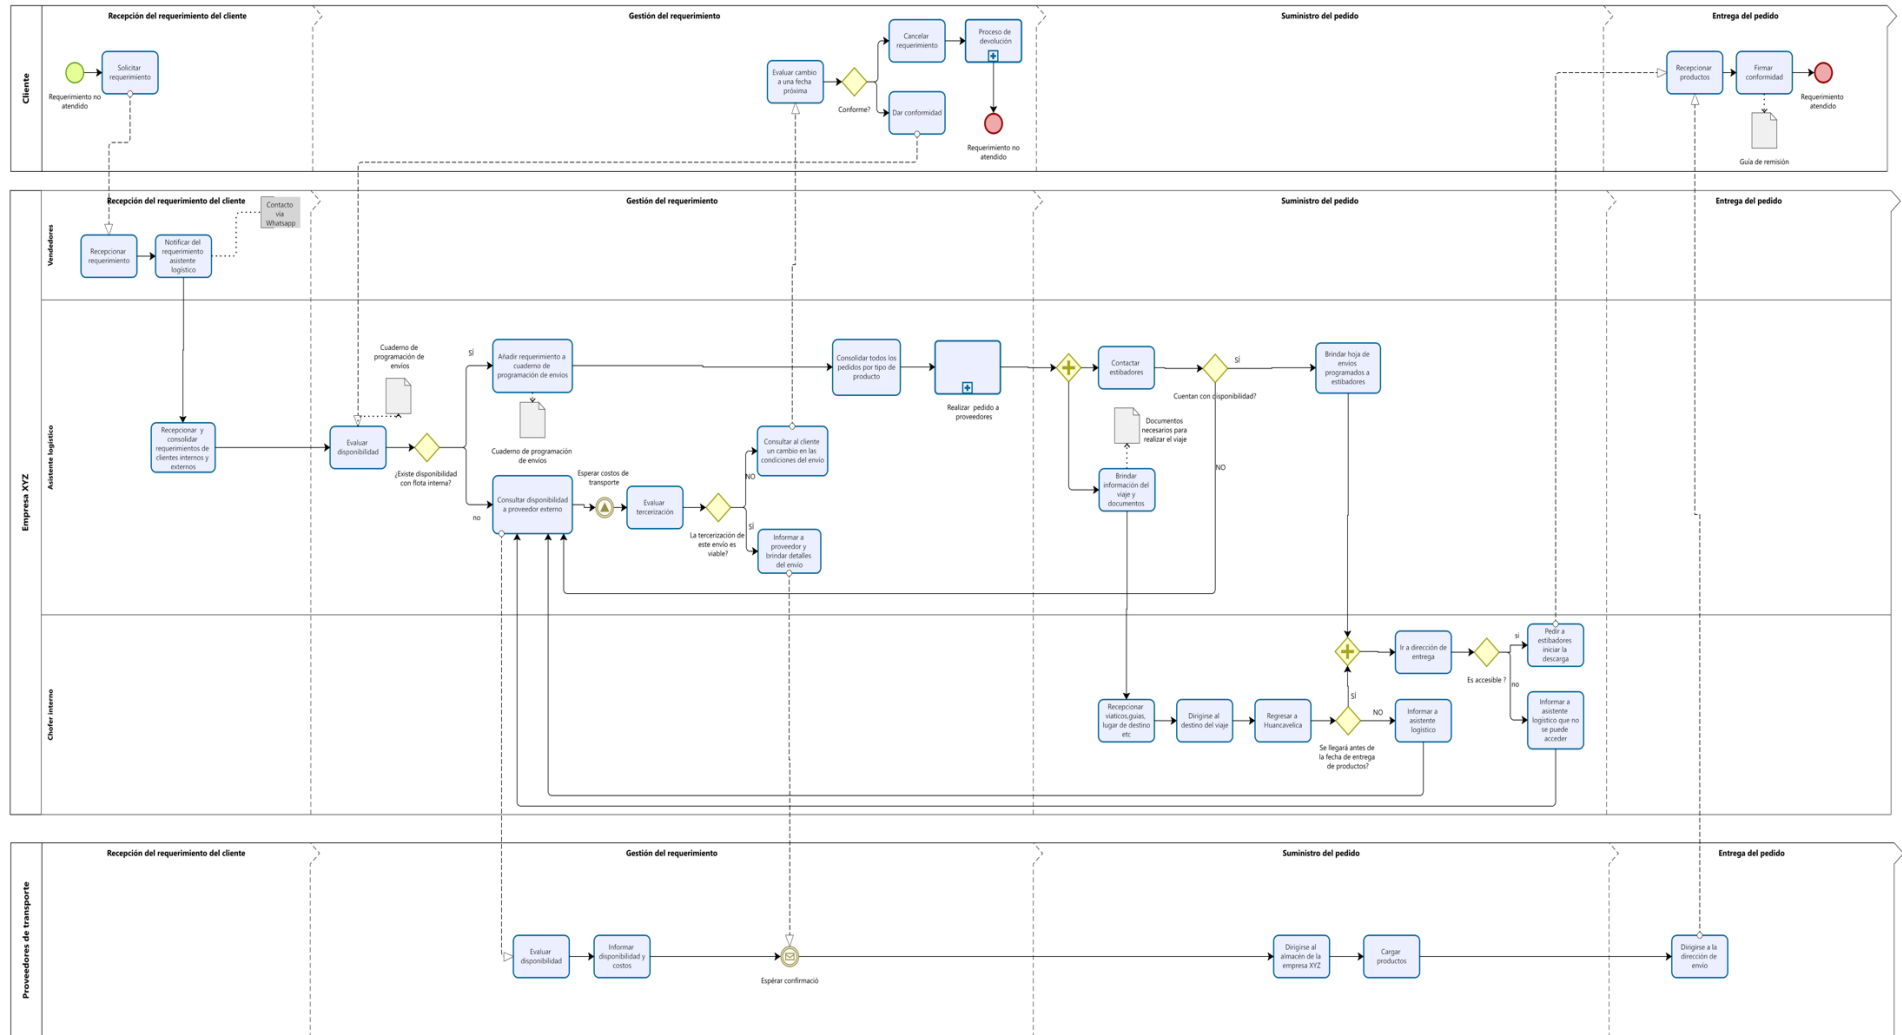 Recepción del requerimiento del cliente
Gestión del requerimiento
Suministro del pedido
Entrega del pedido
Cliente
Requerimiento no
atendido
Solicitar
requerimiento
Evaluar cambio
a una fecha
próxima
Conforme?
Cancelar
requerimiento
Proceso de
devolución
Dar conformidad
Requerimiento no
atendido
Recepcionar
productos
Firmar
conformidad
Requerimiento
atendido
Guía de remisión
Empresa XYZ
Recepción del requerimiento del cliente
Gestión del requerimiento
Suministro del pedido
Entrega del pedido
Vendedores
Contacto
vía
Whatsapp
Recepcionar
requerimiento
Notificar del
requerimiento
asistente
logístico
Asistente logístico
Recepcionar y
consolidar
requerimientos de
clientes internos y
externos
Cuaderno de
programación de
envíos
Evaluar
disponibilidad
¿Existe disponibilidad
con flota interna?
SÍ
no
Añadir requerimiento a
cuaderno de
programación de envíos
Cuaderno de programación
de envíos
Consultar disponibilidad
a proveedor externo
Esperar costos de
transporte
Evaluar
tercerización
La tercerización de
este envío es
viable?
NO
SÍ
Consultar al cliente
un cambio en las
condiciones del envío
Informar a
proveedor y
brindar detalles
del envío
Consolidar todos los
pedidos por tipo de
producto
Realizar pedido a
proveedores
Contactar
estibadores
Cuentan con disponibilidad?
SÍ
NO
Brindar hoja de
envíos
programados a
estibadores
Documentos
necesarios para
realizar el viaje
Brindar
información del
viaje y
documentos
Chofer interno
Recepcionar
viaticos,guias,
lugar de destino
etc
Dirigirse al
destino del viaje
Regresar a
Huancavelica
Se llegará antes de
la fecha de entrega
de productos?
SÍ
NO
Informar a
asistente
logístico
Ir a dirección de
entrega
Es accesible ?
si
no
Pedir a
estibadores
iniciar la
descarga
Informar a
asistente
logístico que no
se puede
acceder
Proveedores de transporte
Recepción del requerimiento del cliente
Gestión del requerimiento
Suministro del pedido
Entrega del pedido
Evaluar
disponibilidad
Informar
disponibilidad y
costos
Espérar confirmació
Dirigirse al
almacén de la
empresa XYZ
Cargar
productos
Dirigirse a la
dirección de
envío